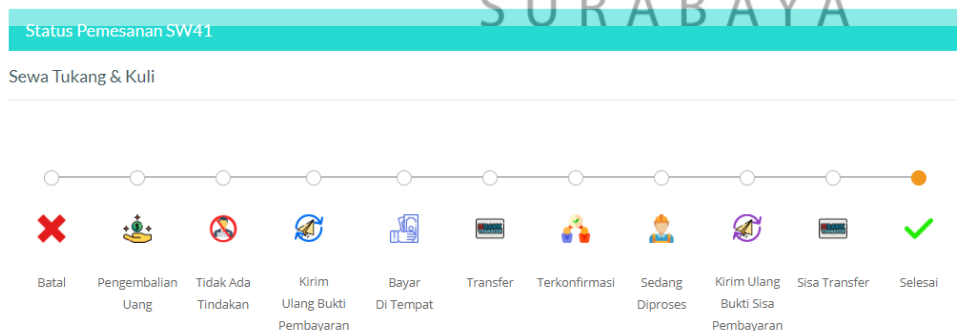 SURABAYA
Status Pemesanan SW41
Sewa Tukang & Kuli
Batal
Pengembalian
Uang
Tidak Ada
Tindakan
Kirim
Ulang Bukti
Pembayaran
Bayar
Di Tempat
Transfer
Terkonfirmasi
Sedang
Diproses
Kirim Ulang
Bukti Sisa
Pembayaran
Sisa Transfer
Selesai